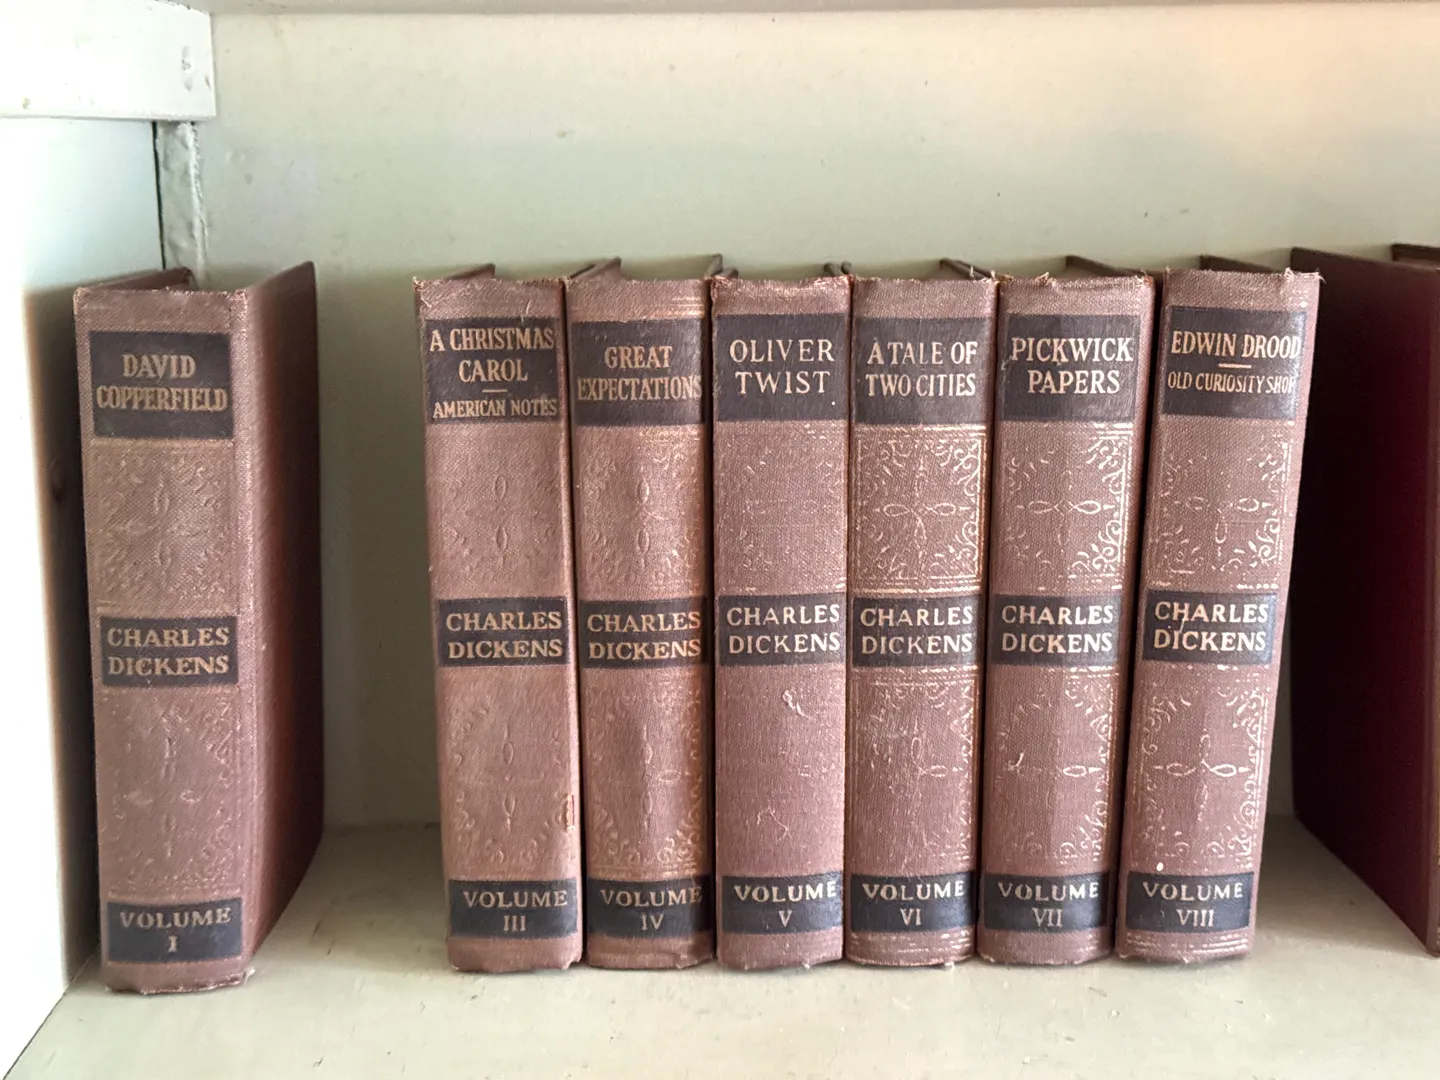 DAVID
COPPERFIELD
CHARLES
DICKENS
VOLUME
I
A CHRISTMAS
CAROL
AMERICAN NOTES
CHARLES
DICKENS
VOLUME
III
GREAT
EXPECTATIONS
CHARLES
DICKENS
VOLUME
IV
OLIVER
TWIST
CHARLES
DICKENS
VOLUME
V
A TALE OF
TWO CITIES
CHARLES
DICKENS
VOLUME
VI
PICKWICK
PAPERS
CHARLES
DICKENS
VOLUME
VII
EDWIN DROOD
OLD CURIOSITY SHOP
CHARLES
DICKENS
VOLUME
VIII